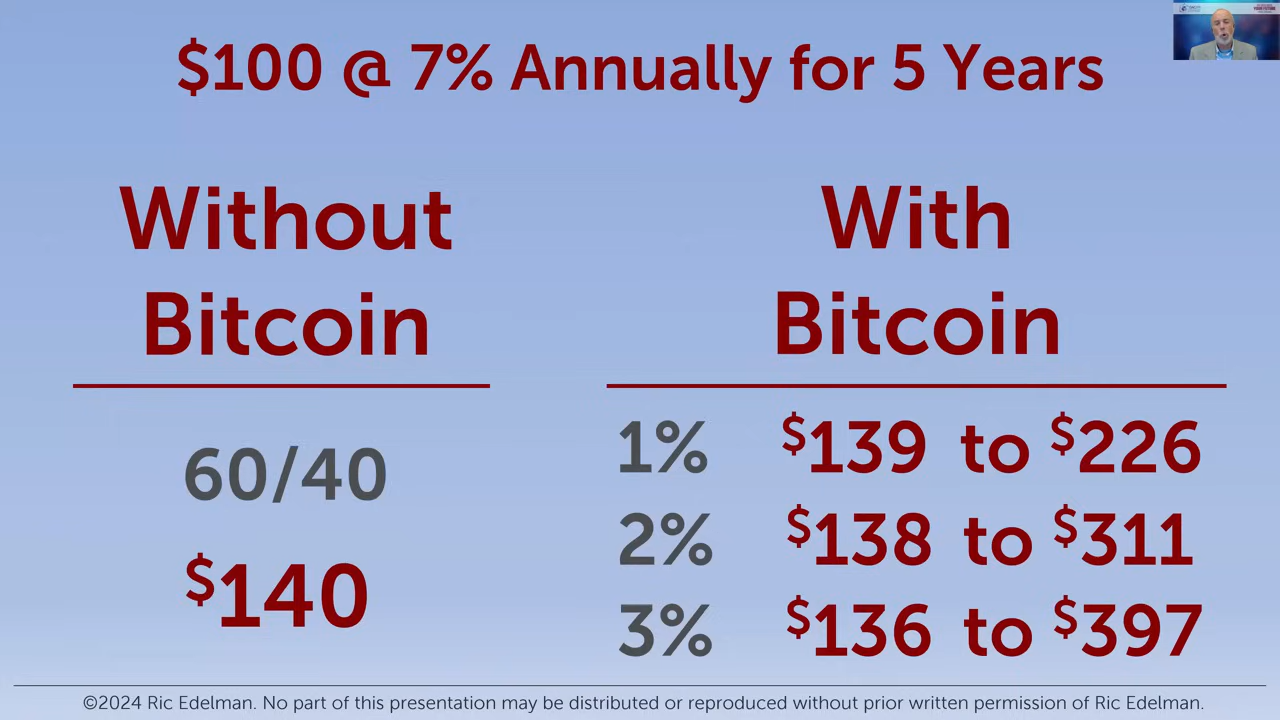 $100 @ 7% Annually for 5 Years
Without
Bitcoin
60/40
$140
With
Bitcoin
1% $139 to $226
2% $138 to $311
3% $136 to $397
©2024 Ric Edelman. No part of this presentation may be distributed or reproduced without prior written permission of Ric Edelman.